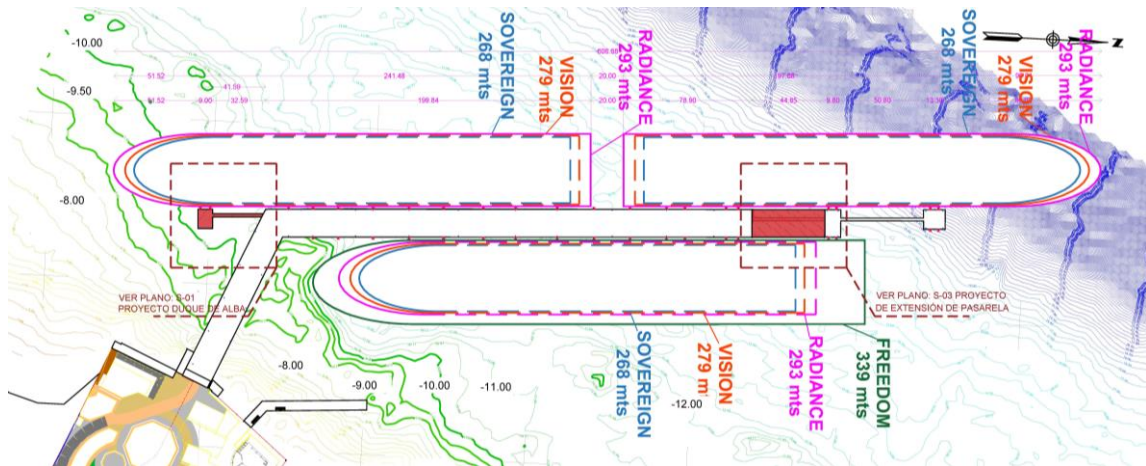 -10.00
-9.50
-8.00
SOVEREIGN
268 mts
VISION
279 mts
RADIANCE
293 mts
SOVEREIGN
268 mts
VISION
279 mts
RADIANCE
293 mts
N
51.52
241.48
41.59
51.52
9.00
32.59
198.84
20.00
20.00
78.80
44.65
9.80
50.80
VER PLANO: S-01
PROYECTO DUQUE DE ALBA
VER PLANO: S-03 PROYECTO
DE EXTENSIÓN DE PASARELA
-8.00
-9.00
-10.00
-11.00
-12.00
SOVEREIGN
268 mts
VISION
279 m
RADIANCE
293 mts
FREEDOM
339 mts